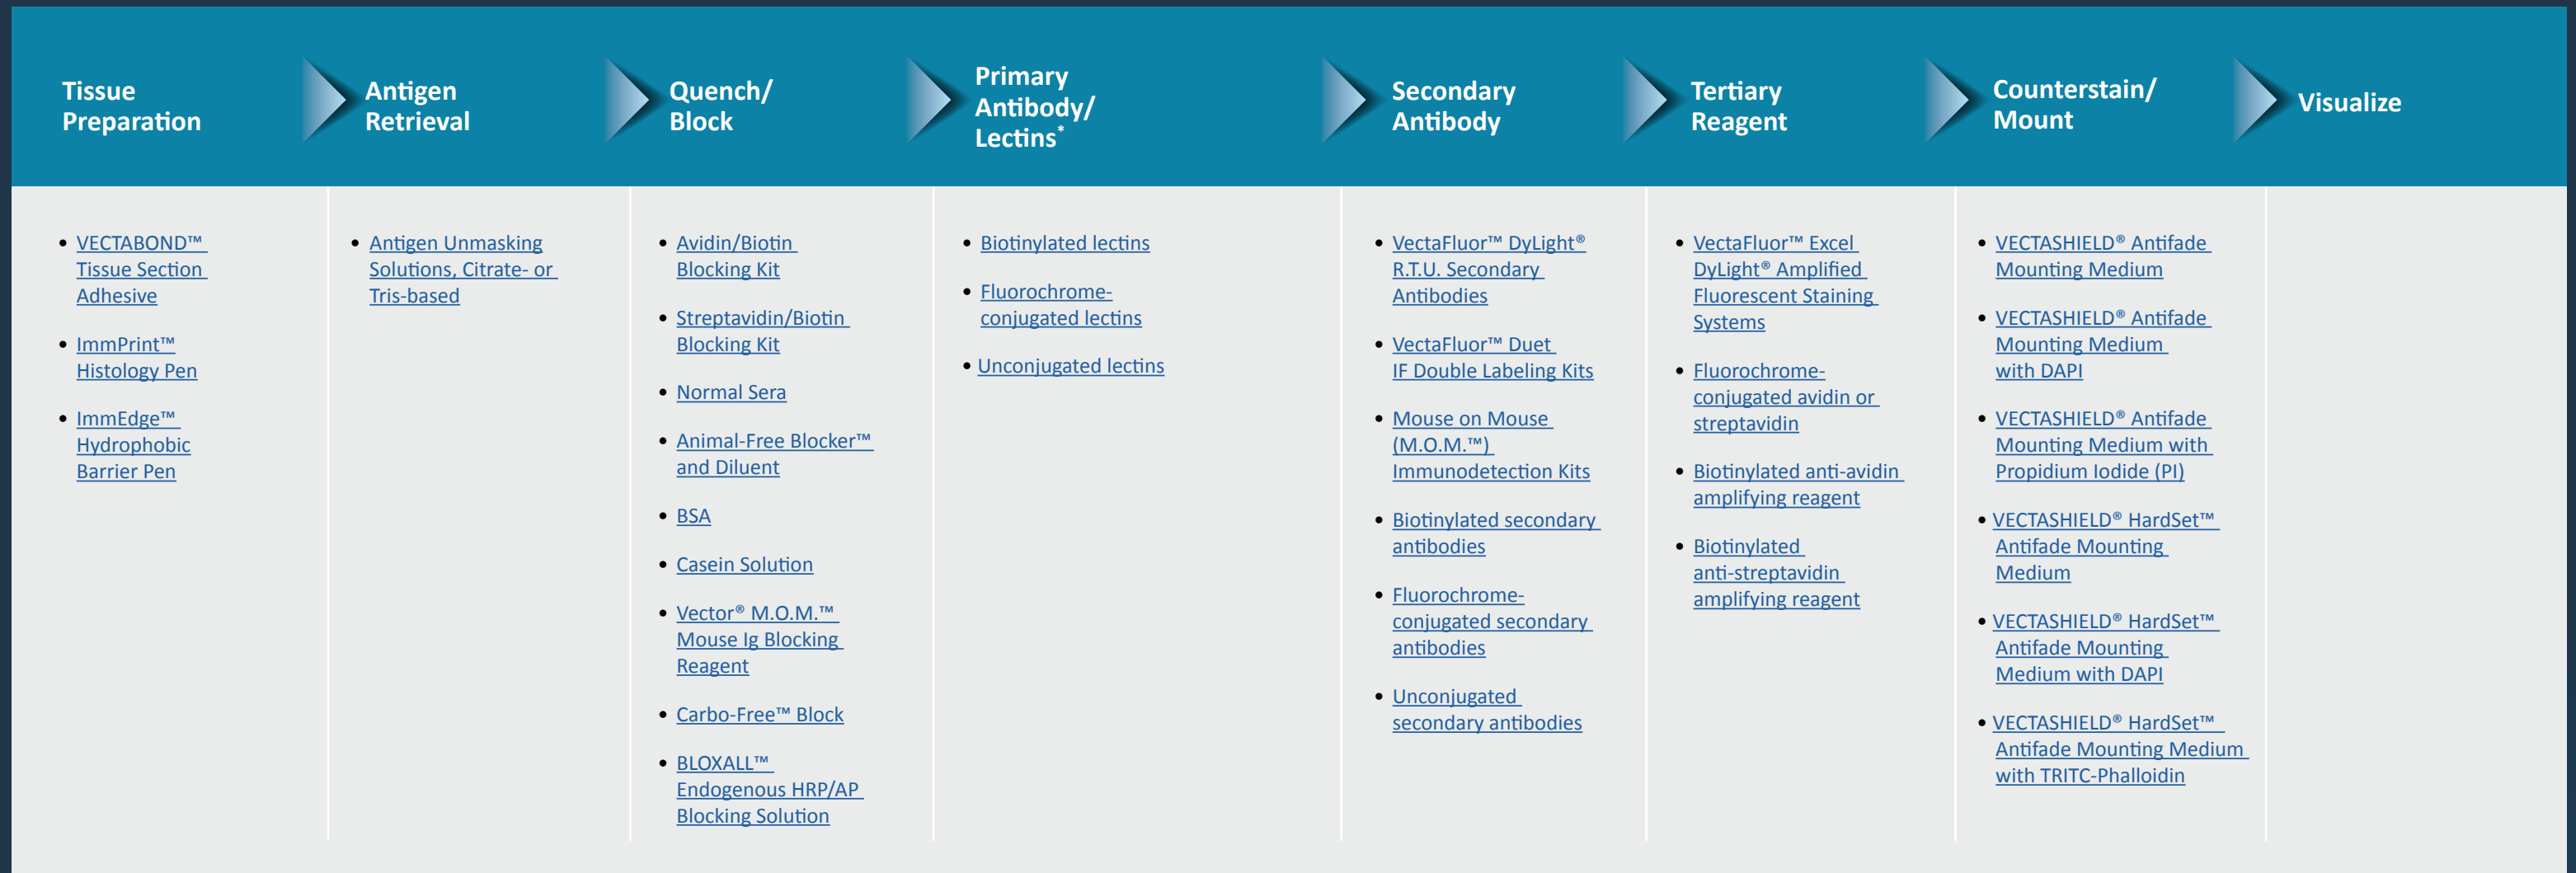 Tissue
Preparation
Antigen
Retrieval
Quench/
Block
Primary
Antibody/
Lectins*
Secondary
Antibody
Tertiary
Reagent
Counterstain/
Mount
Visualize
• VECTABOND™
Tissue Section
Adhesive
• ImmPrint™
Histology Pen
• ImmEdge™
Hydrophobic
Barrier Pen
• Antigen Unmasking
Solutions, Citrate- or
Tris-based
• Avidin/Biotin
Blocking Kit
• Streptavidin/Biotin
Blocking Kit
• Normal Sera
• Animal-Free Blocker™
and Diluent
• BSA
• Casein Solution
• Vector® M.O.M.™
Mouse Ig Blocking
Reagent
• Carbo-Free™ Block
• BLOXALL™
Endogenous HRP/AP
Blocking Solution
• Biotinylated lectins
• Fluorochrome-
conjugated lectins
• Unconjugated lectins
• VectaFluor™ DyLight®
R.T.U. Secondary
Antibodies
• VectaFluor™ Duet
IF Double Labeling Kits
• Mouse on Mouse
(M.O.M.™)
Immunodetection Kits
• Biotinylated secondary
antibodies
• Fluorochrome-
conjugated secondary
antibodies
• Unconjugated
secondary antibodies
• VectaFluor™ Excel
DyLight® Amplified
Fluorescent Staining
Systems
• Fluorochrome-
conjugated avidin or
streptavidin
• Biotinylated anti-avidin
amplifying reagent
• Biotinylated
anti-streptavidin
amplifying reagent
• VECTASHIELD® Antifade
Mounting Medium
• VECTASHIELD® Antifade
Mounting Medium
with DAPI
• VECTASHIELD® Antifade
Mounting Medium with
Propidium Iodide (PI)
• VECTASHIELD® HardSet™
Antifade Mounting
Medium
• VECTASHIELD® HardSet™
Antifade Mounting
Medium with DAPI
• VECTASHIELD® HardSet™
Antifade Mounting Medium
with TRITC-Phalloidin